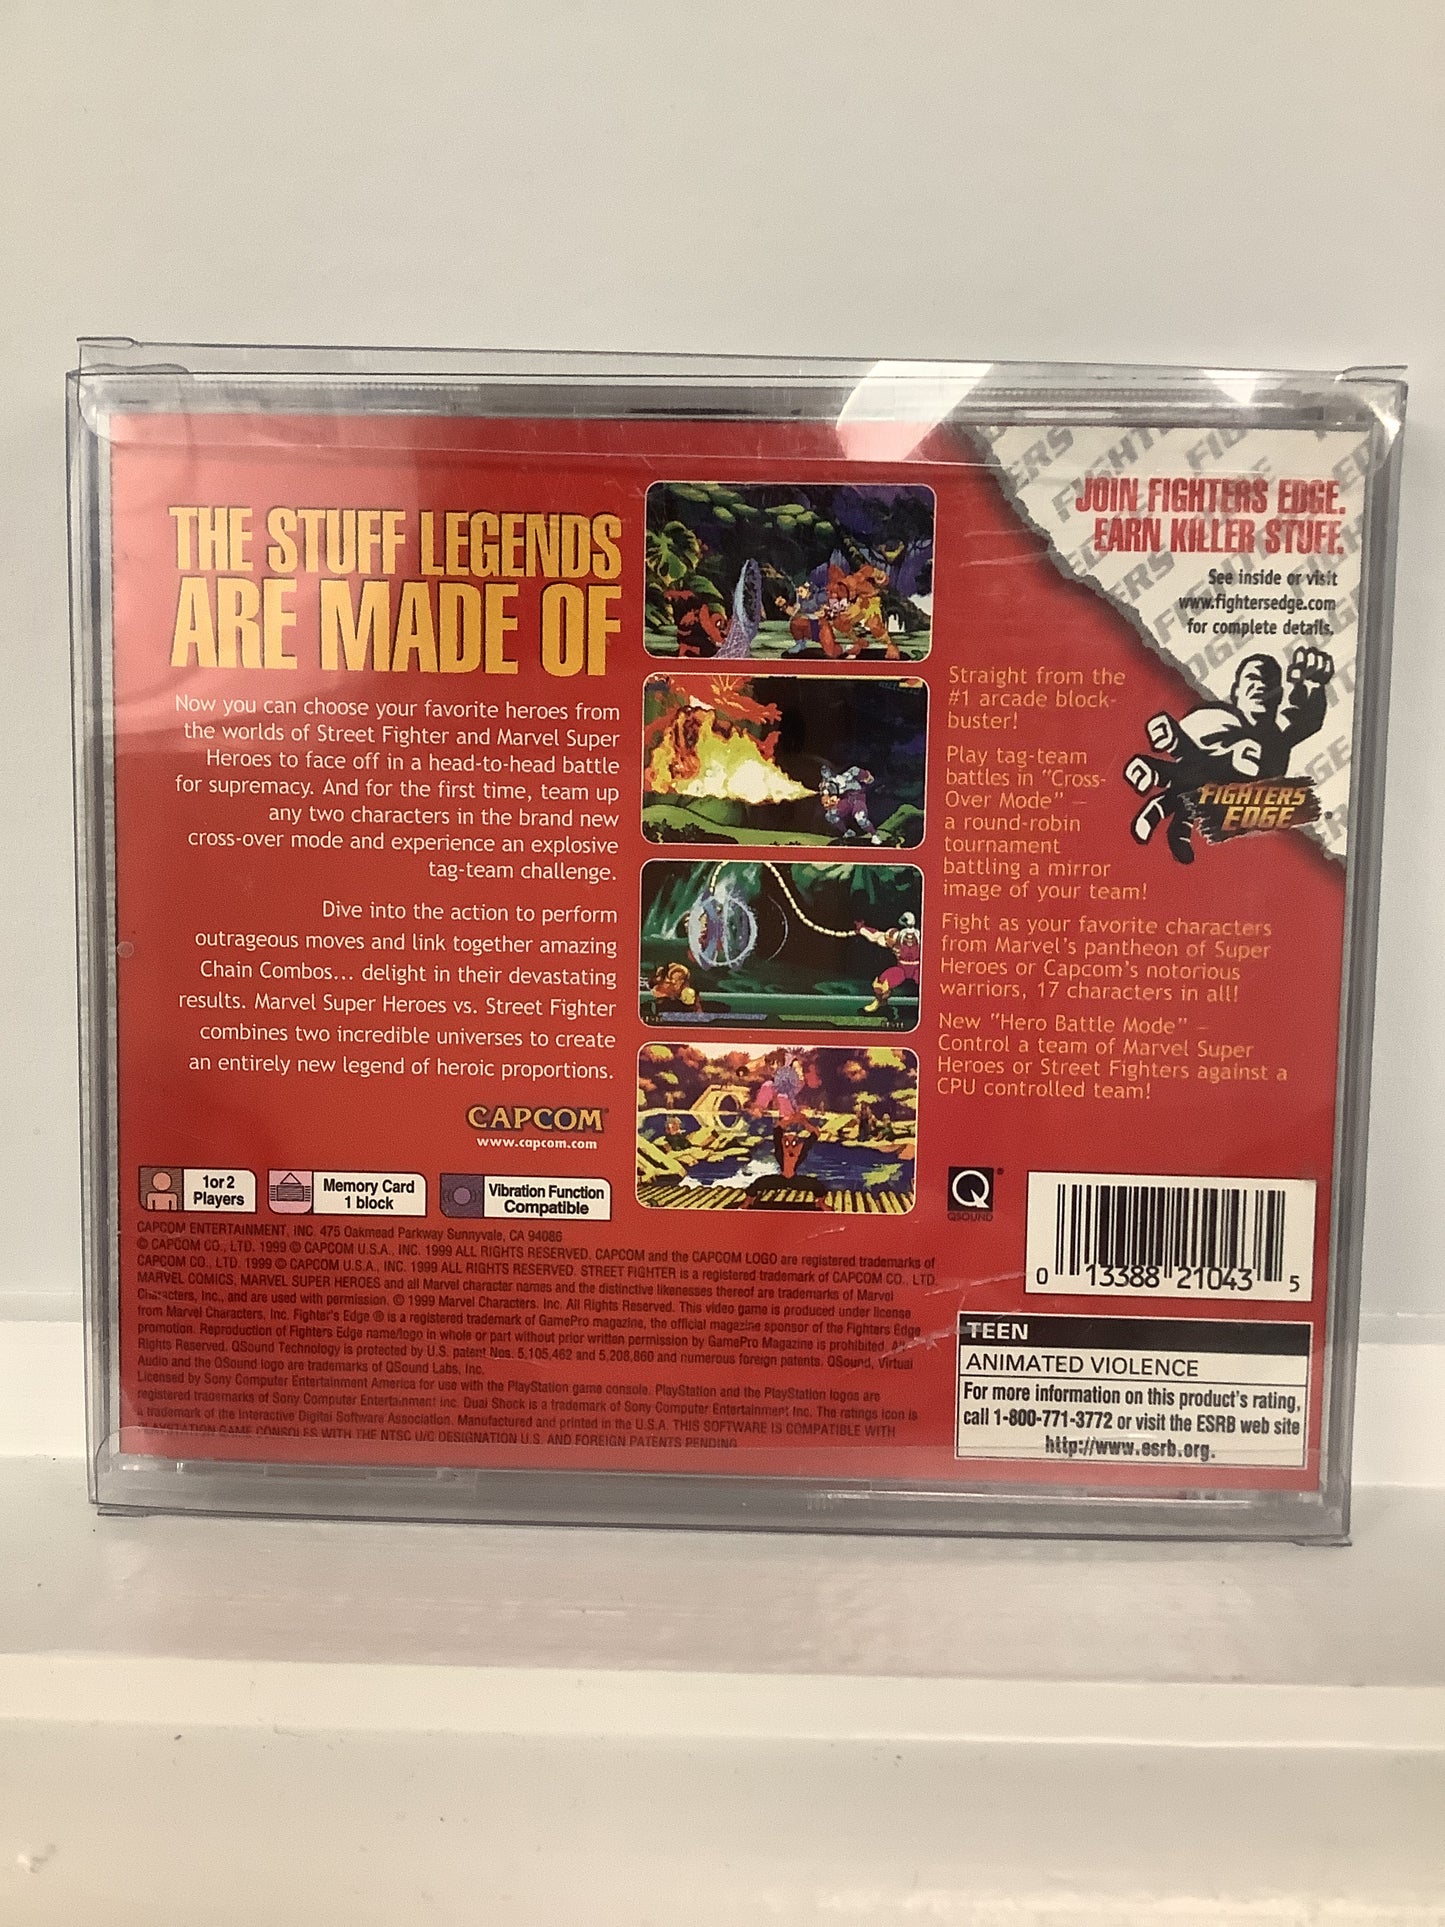 THE STUFF LEGENDS
ARE MADE OF
Now you can choose your favorite heroes from
the worlds of Street Fighter and Marvel Super
Heroes to face off in a head-to-head battle
for supremacy. And for the first time, team up
any two characters in the brand new
cross-over mode and experience an explosive
tag-team challenge.
Dive into the action to perform
outrageous moves and link together amazing
Chain Combos... delight in their devastating
results. Marvel Super Heroes vs. Street Fighter
combines two incredible universes to create
an entirely new legend of heroic proportions.
CAPCOM
www.capcom.com
JOIN FIGHTERS EDGE.
EARN KILLER STUFF.
See inside or visit
www.fightersedge.com
for complete details.
FIGHTERS
EDGE
Straight from the
#1 arcade block-
buster!
Play tag-team
battles in "Cross-
Over Mode" –
a round-robin
tournament
battling a mirror
image of your team!
Fight as your favorite characters
from Marvel's pantheon of Super
Heroes or Capcom's notorious
warriors, 17 characters in all!
New "Hero Battle Mode" –
Control a team of Marvel Super
Heroes or Street Fighters against a
CPU controlled team!
1 or 2
Players
Memory Card
1 block
Vibration Function
Compatible
Q
QSOUND
CAPCOM ENTERTAINMENT, INC. 475 Oakmead Parkway Sunnyvale, CA 94086
© CAPCOM CO., LTD. 1999 © CAPCOM U.S.A., INC. 1999 ALL RIGHTS RESERVED. CAPCOM and the CAPCOM LOGO are registered trademarks of
CAPCOM CO., LTD. 1999 © CAPCOM U.S.A., INC. 1999 ALL RIGHTS RESERVED. STREET FIGHTER is a registered trademark of CAPCOM CO., LTD.
MARVEL COMICS, MARVEL SUPER HEROES and all Marvel character names and the distinctive likenesses thereof are trademarks of Marvel
Characters, Inc., and are used with permission. © 1999 Marvel Characters, Inc. All Rights Reserved. This video game is produced under license
from Marvel Characters, Inc. Fighter's Edge ® is a registered trademark of GamePro magazine, the official magazine sponsor of the Fighters Edge
promotion. Reproduction of Fighters Edge name/logo in whole or part without prior written permission by GamePro Magazine is prohibited. All
Rights Reserved. QSound Technology is protected by U.S. patent Nos. 5,105,462 and 5,208,860 and numerous foreign patents. QSound, Virtual
Audio and the QSound logo are trademarks of QSound Labs, Inc.
Licensed by Sony Computer Entertainment America for use with the PlayStation game console. PlayStation and the PlayStation logos are
registered trademarks of Sony Computer Entertainment Inc. Dual Shock is a trademark of Sony Computer Entertainment Inc. The ratings icon is
a trademark of the Interactive Digital Software Association. Manufactured and printed in the U.S.A. THIS SOFTWARE IS COMPATIBLE WITH
PLAYSTATION GAME CONSOLES WITH THE NTSC U/C DESIGNATION U.S. AND FOREIGN PATENTS PENDING
0 13388 21043 5
TEEN
ANIMATED VIOLENCE
For more information on this product's rating,
call 1-800-771-3772 or visit the ESRB web site
http://www.esrb.org.